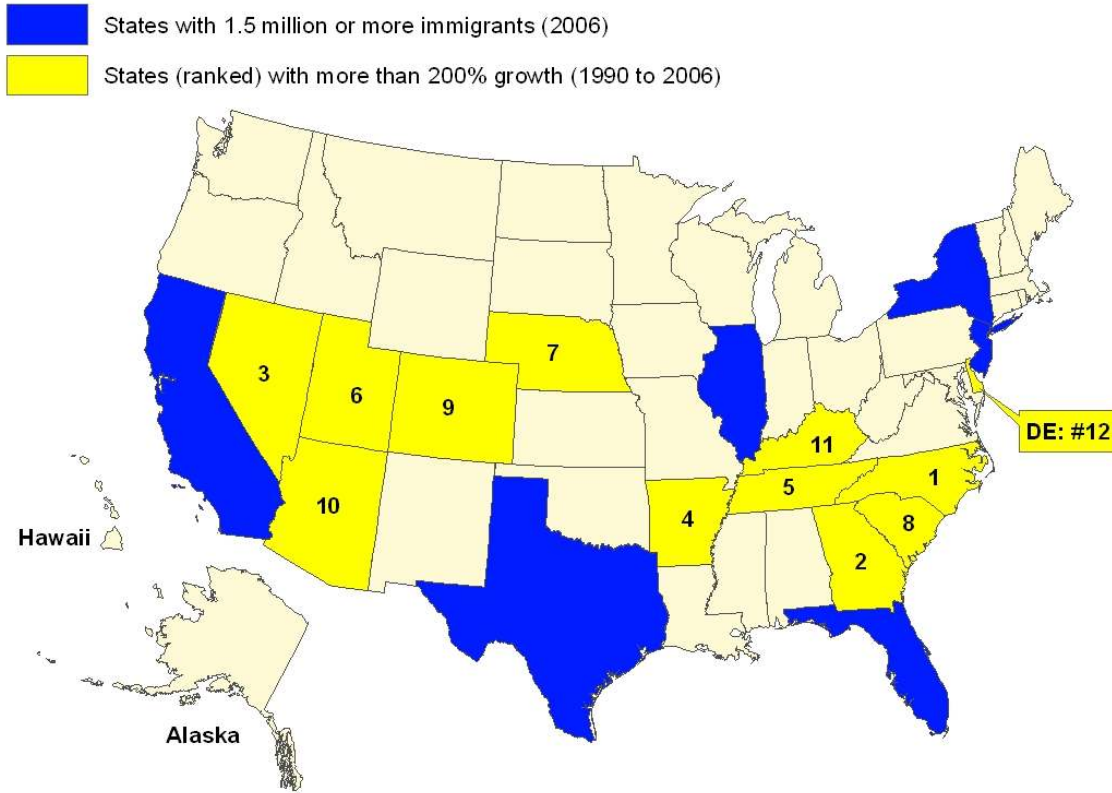 States with 1.5 million or more immigrants (2006)
States (ranked) with more than 200% growth (1990 to 2006)
3
6
9
7
10
4
11
5
1
8
2
DE: #12
Hawaii
Alaska